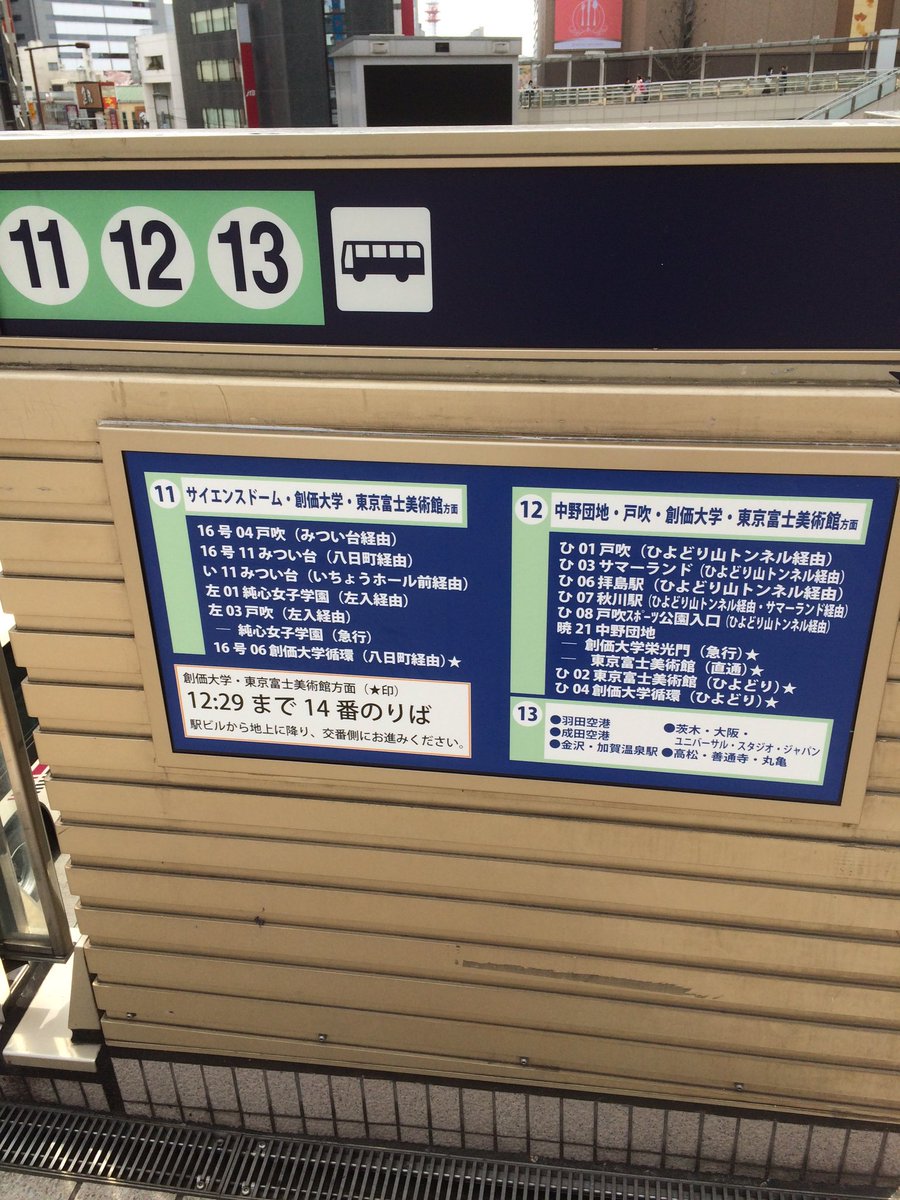 11 12 13
11 サイエンスドーム・創価大学・東京富士美術館方面
16 号 04 戸吹（みつい台経由）
16 号 11 みつい台（八日町経由）
い 11 みつい台（いちょうホール前経由）
左 01 純心女子学園（左入経由）
左 03 戸吹（左入経由）
― 純心女子学園（急行）
16 号 06 創価大学循環（八日町経由）★
創価大学・東京富士美術館方面（★印）
12:29 まで 14 番のりば
駅ビルから地上に降り、交番側にお進みください。
12 中野団地・戸吹・創価大学・東京富士美術館方面
ひ 01 戸吹（ひよどり山トンネル経由）
ひ 03 サマーランド（ひよどり山トンネル経由）
ひ 06 拝島駅（ひよどり山トンネル経由）
ひ 07 秋川駅（ひよどり山トンネル経由・サマーランド経由）
ひ 08 戸吹スポーツ公園入口（ひよどり山トンネル経由）
暁 21 中野団地
― 創価大学栄光門（急行）★
― 東京富士美術館（直通）★
ひ 02 東京富士美術館（ひよどり）★
ひ 04 創価大学循環（ひよどり）★
13
●羽田空港
●成田空港
●金沢・加賀温泉駅
●茨木・大阪・
ユニバーサル・スタジオ・ジャパン
●高松・善通寺・丸亀